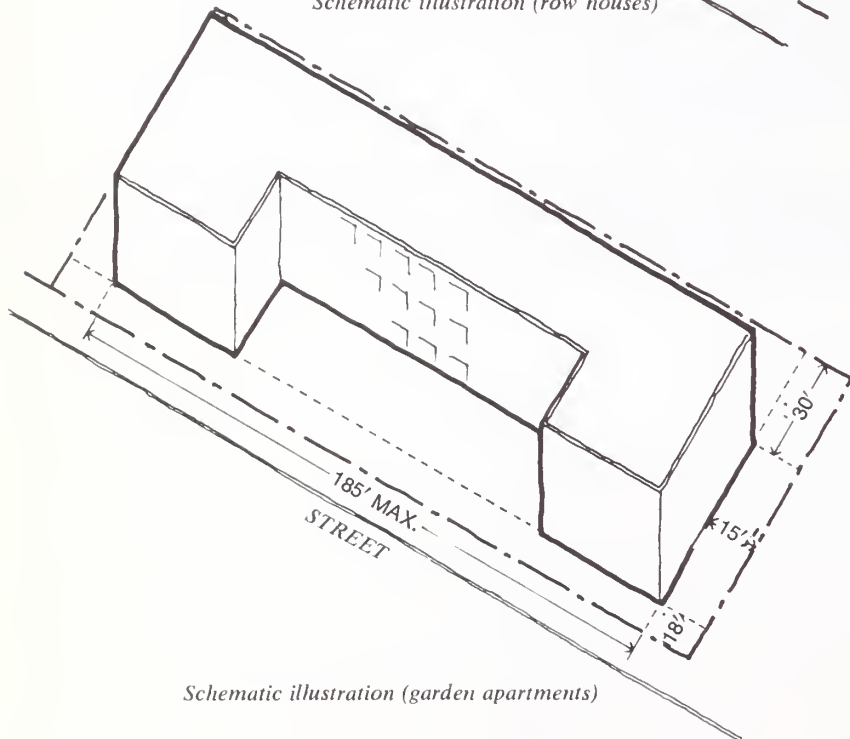 Schematic illustration (row houses)
30'
185' MAX.
15'
STREET
18'
Schematic illustration (garden apartments)